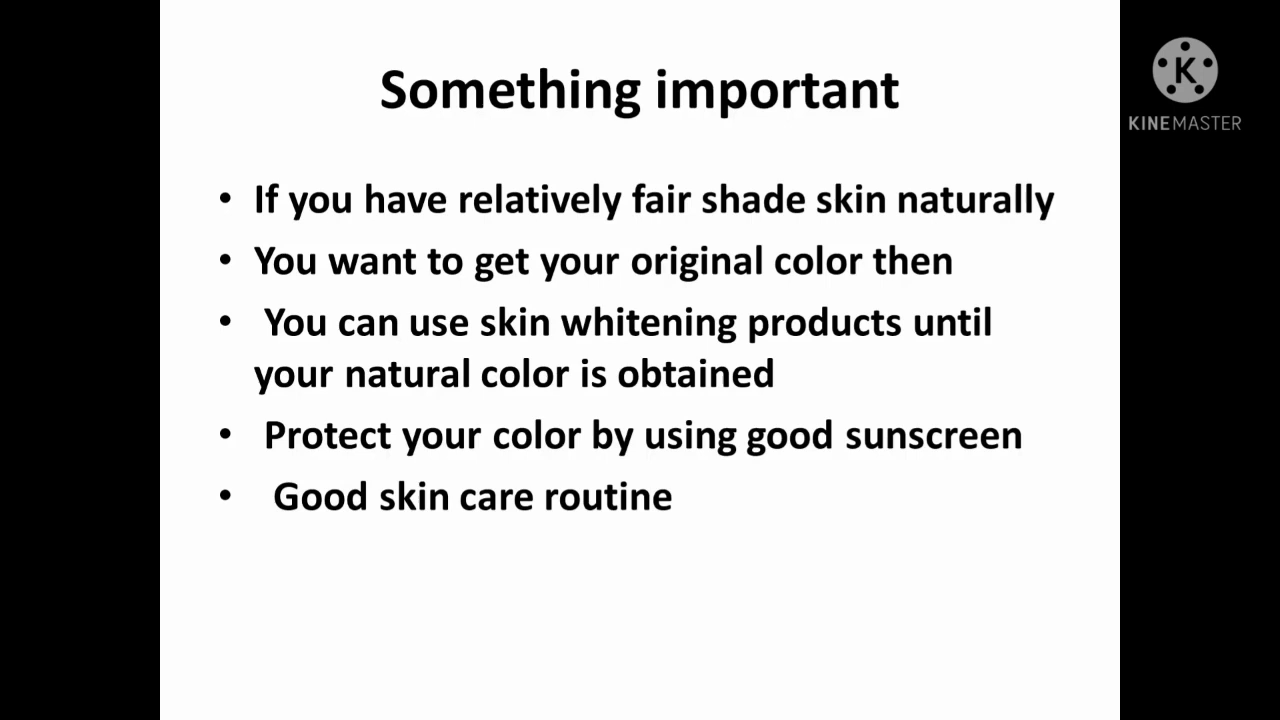 Something important
K
KINEMASTER
• If you have relatively fair shade skin naturally
• You want to get your original color then
• You can use skin whitening products until
your natural color is obtained
• Protect your color by using good sunscreen
• Good skin care routine